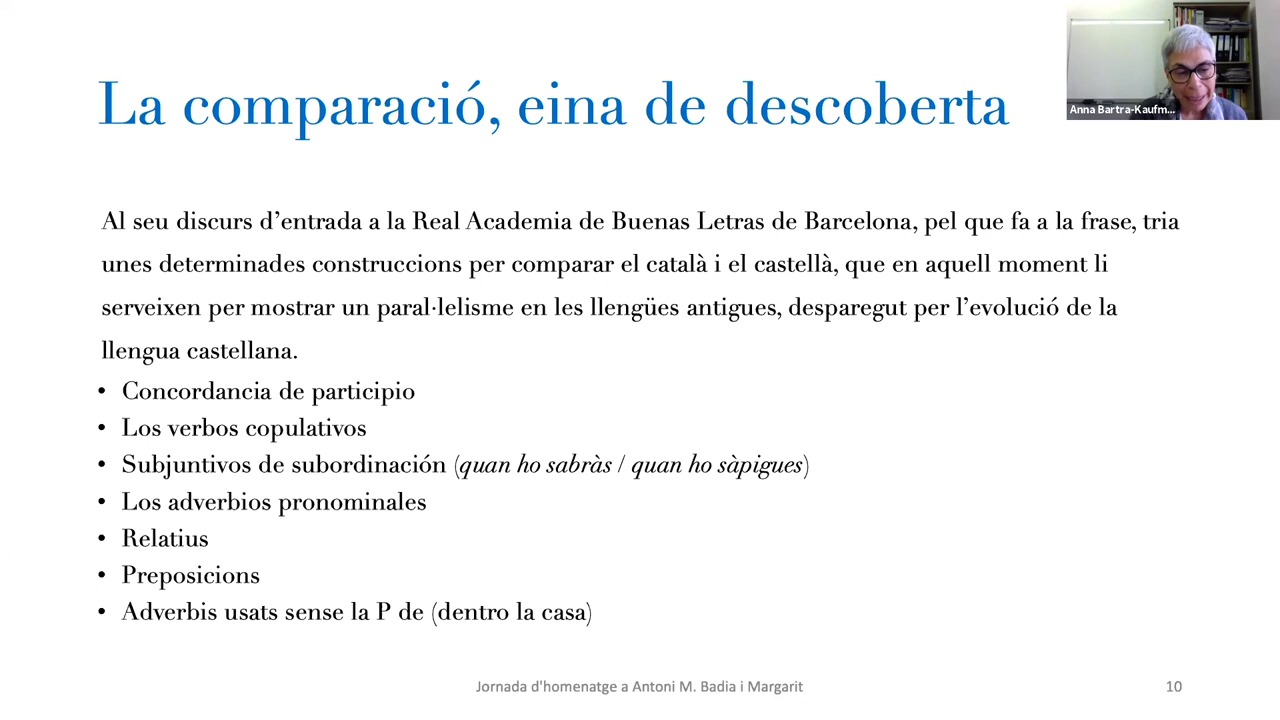 La comparació, eina de descoberta
Anna Bartra-Kaufm...
Al seu discurs d’entrada a la Real Academia de Buenas Letras de Barcelona, pel que fa a la frase, tria
unes determinades construccions per comparar el català i el castellà, que en aquell moment li
serveixen per mostrar un paral·lelisme en les llengües antigues, desparegut per l’evolució de la
llengua castellana.
• Concordancia de participio
• Los verbos copulativos
• Subjuntivos de subordinación (quan ho sabràs / quan ho sàpigues)
• Los adverbios pronominales
• Relatius
• Preposicions
• Adverbis usats sense la P de (dentro la casa)
Jornada d'homenatge a Antoni M. Badia i Margarit
10